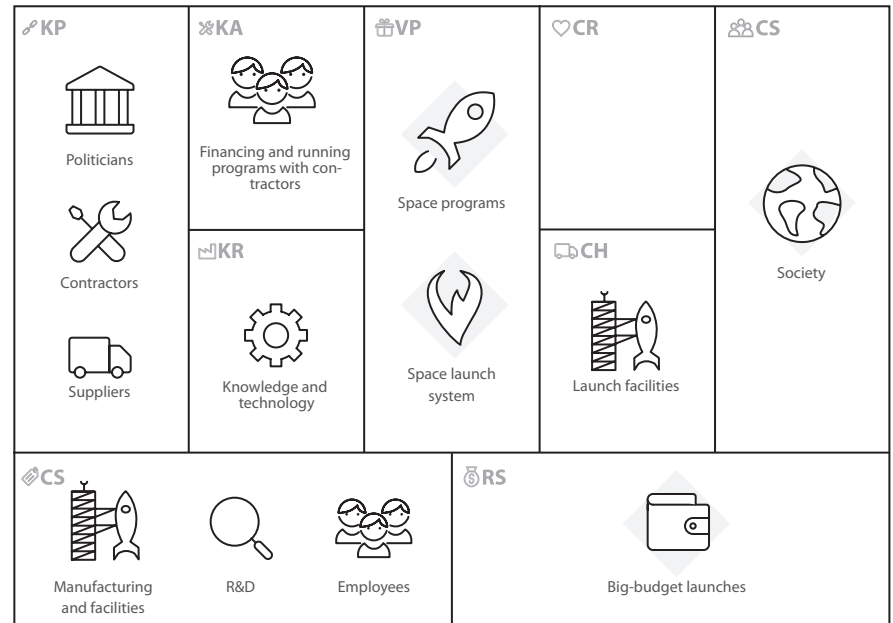 KP
Politicians
Contractors
Suppliers
KA
Financing and running
programs with con-
tractors
KR
Knowledge and
technology
VP
Space programs
Space launch
system
CR
CH
Launch facilities
CS
Society
CS
Manufacturing
and facilities
R&D
Employees
RS
Big-budget launches